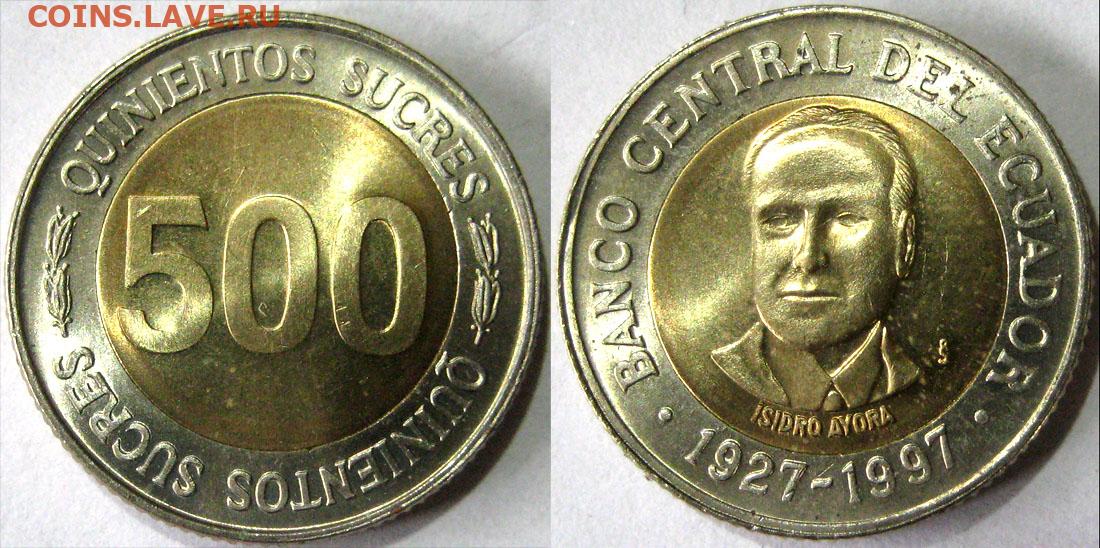 COINS.LAVE.RU
QUINIENTOS SUCRES
500
QUINIENTOS SUCRES
BANCO CENTRAL DEL ECUADOR
ISIDRO AYORA
· 1927-1997 ·